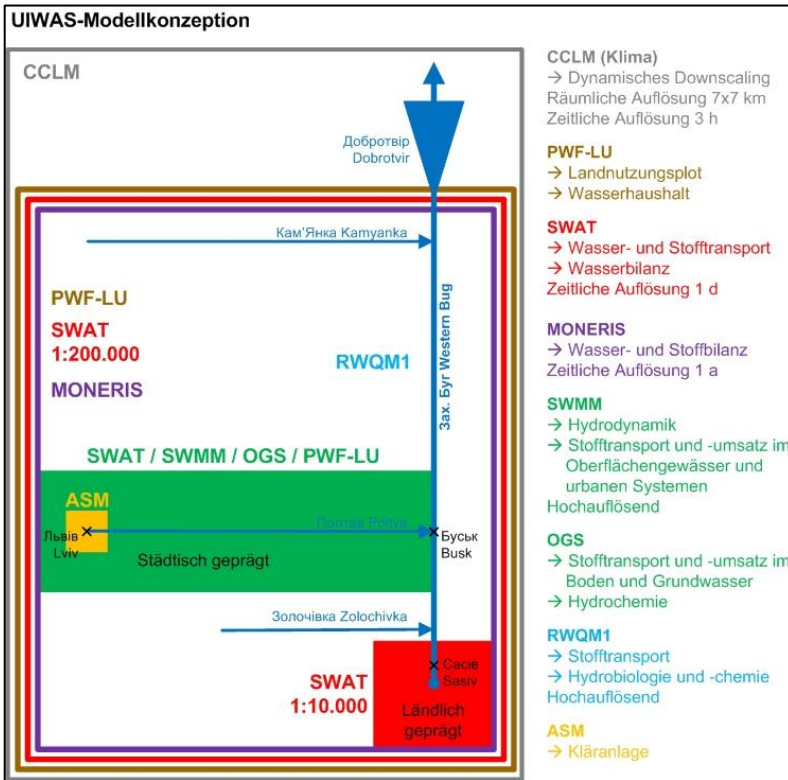 UIWAS-Modellkonzeption
CCLM
Добротвір
Dobrotvir
Кам'Янка Kamyanka
PWF-LU
SWAT
1:200.000
RWQM1
MONERIS
Зах. Буг Western Bug
SWAT / SWMM / OGS / PWF-LU
ASM
Львів
Lviv
Полтва Poltva
Буськ
Busk
Städtisch geprägt
Золочівка Zolochivka
Сасів
Sasiv
SWAT
1:10.000
Ländlich
geprägt
CCLM (Klima)
→ Dynamisches Downscaling
Räumliche Auflösung 7x7 km
Zeitliche Auflösung 3 h
PWF-LU
→ Landnutzungsplot
→ Wasserhaushalt
SWAT
→ Wasser- und Stofftransport
→ Wasserbilanz
Zeitliche Auflösung 1 d
MONERIS
→ Wasser- und Stoffbilanz
Zeitliche Auflösung 1 a
SWMM
→ Hydrodynamik
→ Stofftransport und -umsatz im
Oberflächengewässer und
urbanen Systemen
Hochauflösend
OGS
→ Stofftransport und -umsatz im
Boden und Grundwasser
→ Hydrochemie
RWQM1
→ Stofftransport
→ Hydrobiologie und -chemie
Hochauflösend
ASM
→ Kläranlage